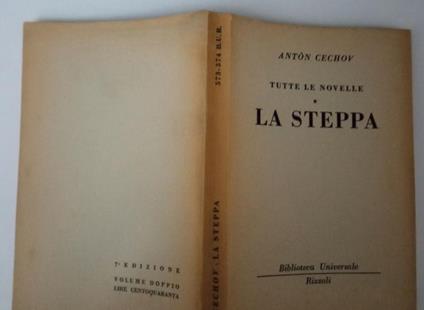 ANTÒN CECHOV
TUTTE LE NOVELLE
LA STEPPA
Biblioteca Universale
Rizzoli
373-374 B.U.R.
CECHOV · LA STEPPA
7ª EDIZIONE
VOLUME DOPPIO
LIRE CENTOQUARANTA